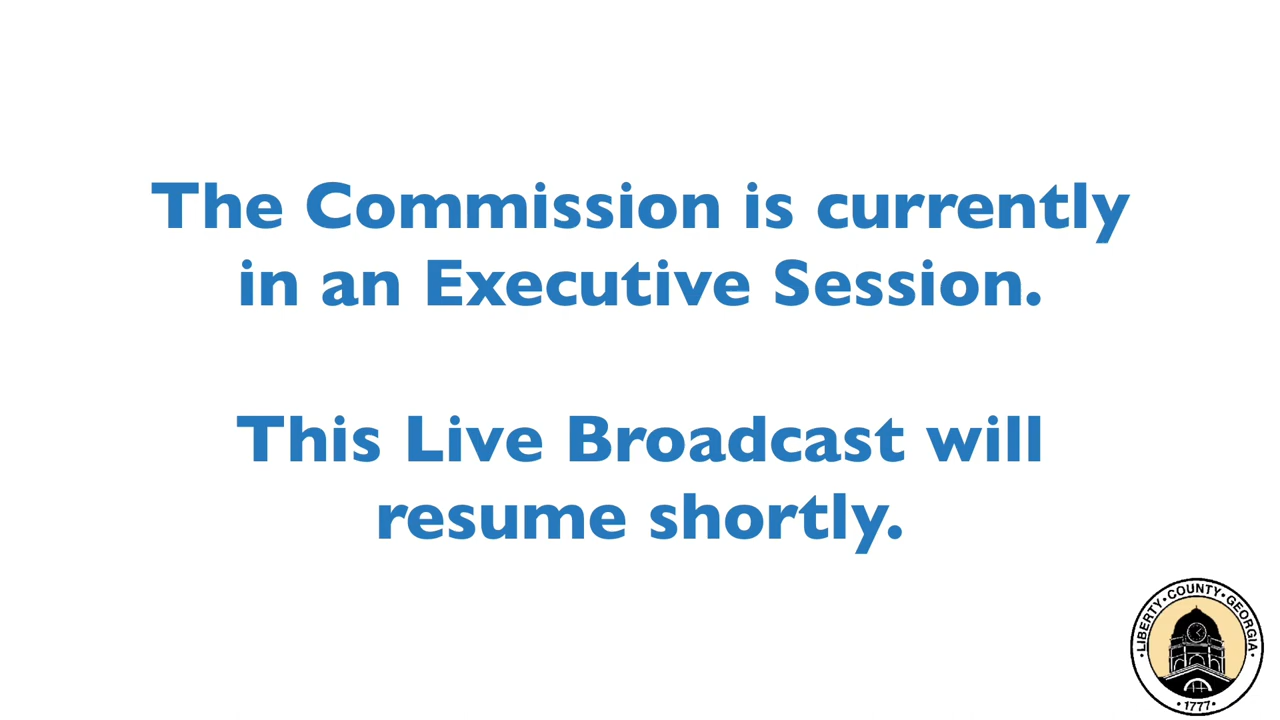 The Commission is currently
in an Executive Session.
This Live Broadcast will
resume shortly.
·LIBERTY·COUNTY·GEORGIA·
·1777·